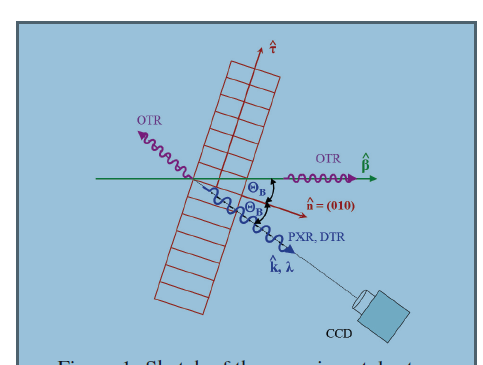 τ̂
OTR
OTR
β̂
Θ_B
n̂ = (010)
Θ_B
PXR, DTR
k̂, λ
CCD